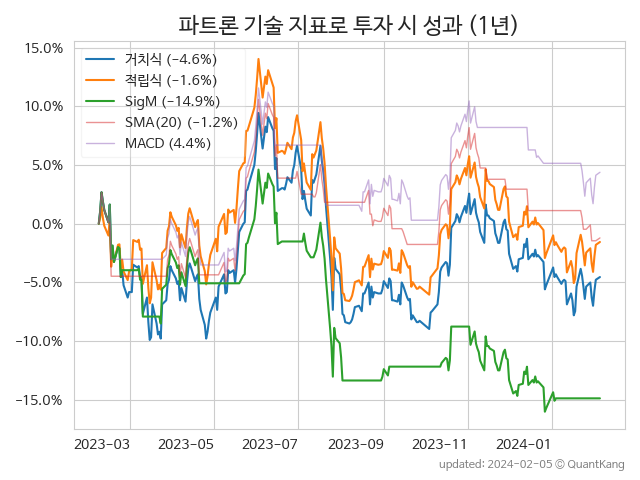 파트론 기술 지표로 투자 시 성과 (1년)
15.0%
10.0%
5.0%
0.0%
−5.0%
−10.0%
−15.0%
거치식 (−4.6%)
적립식 (−1.6%)
SigM (−14.9%)
SMA(20) (−1.2%)
MACD (4.4%)
2023-03 2023-05 2023-07 2023-09 2023-11 2024-01
updated: 2024-02-05 © QuantKang